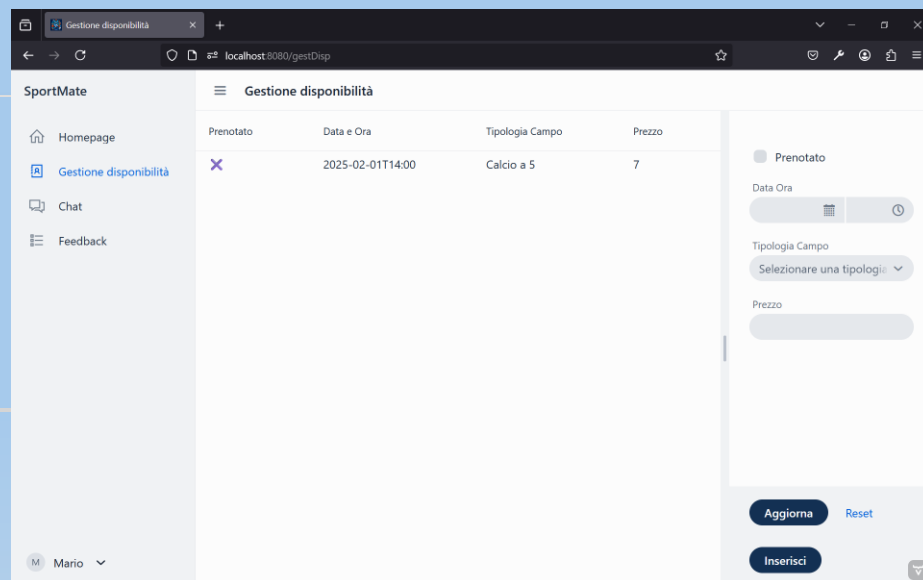 Gestione disponibilità
localhost:8080/gestDisp
SportMate
Gestione disponibilità
Homepage
Gestione disponibilità
Chat
Feedback
Prenotato Data e Ora Tipologia Campo Prezzo
2025-02-01T14:00 Calcio a 5 7
Prenotato
Data Ora
Tipologia Campo
Selezionare una tipologia
Prezzo
Aggiorna Reset
Inserisci
M Mario